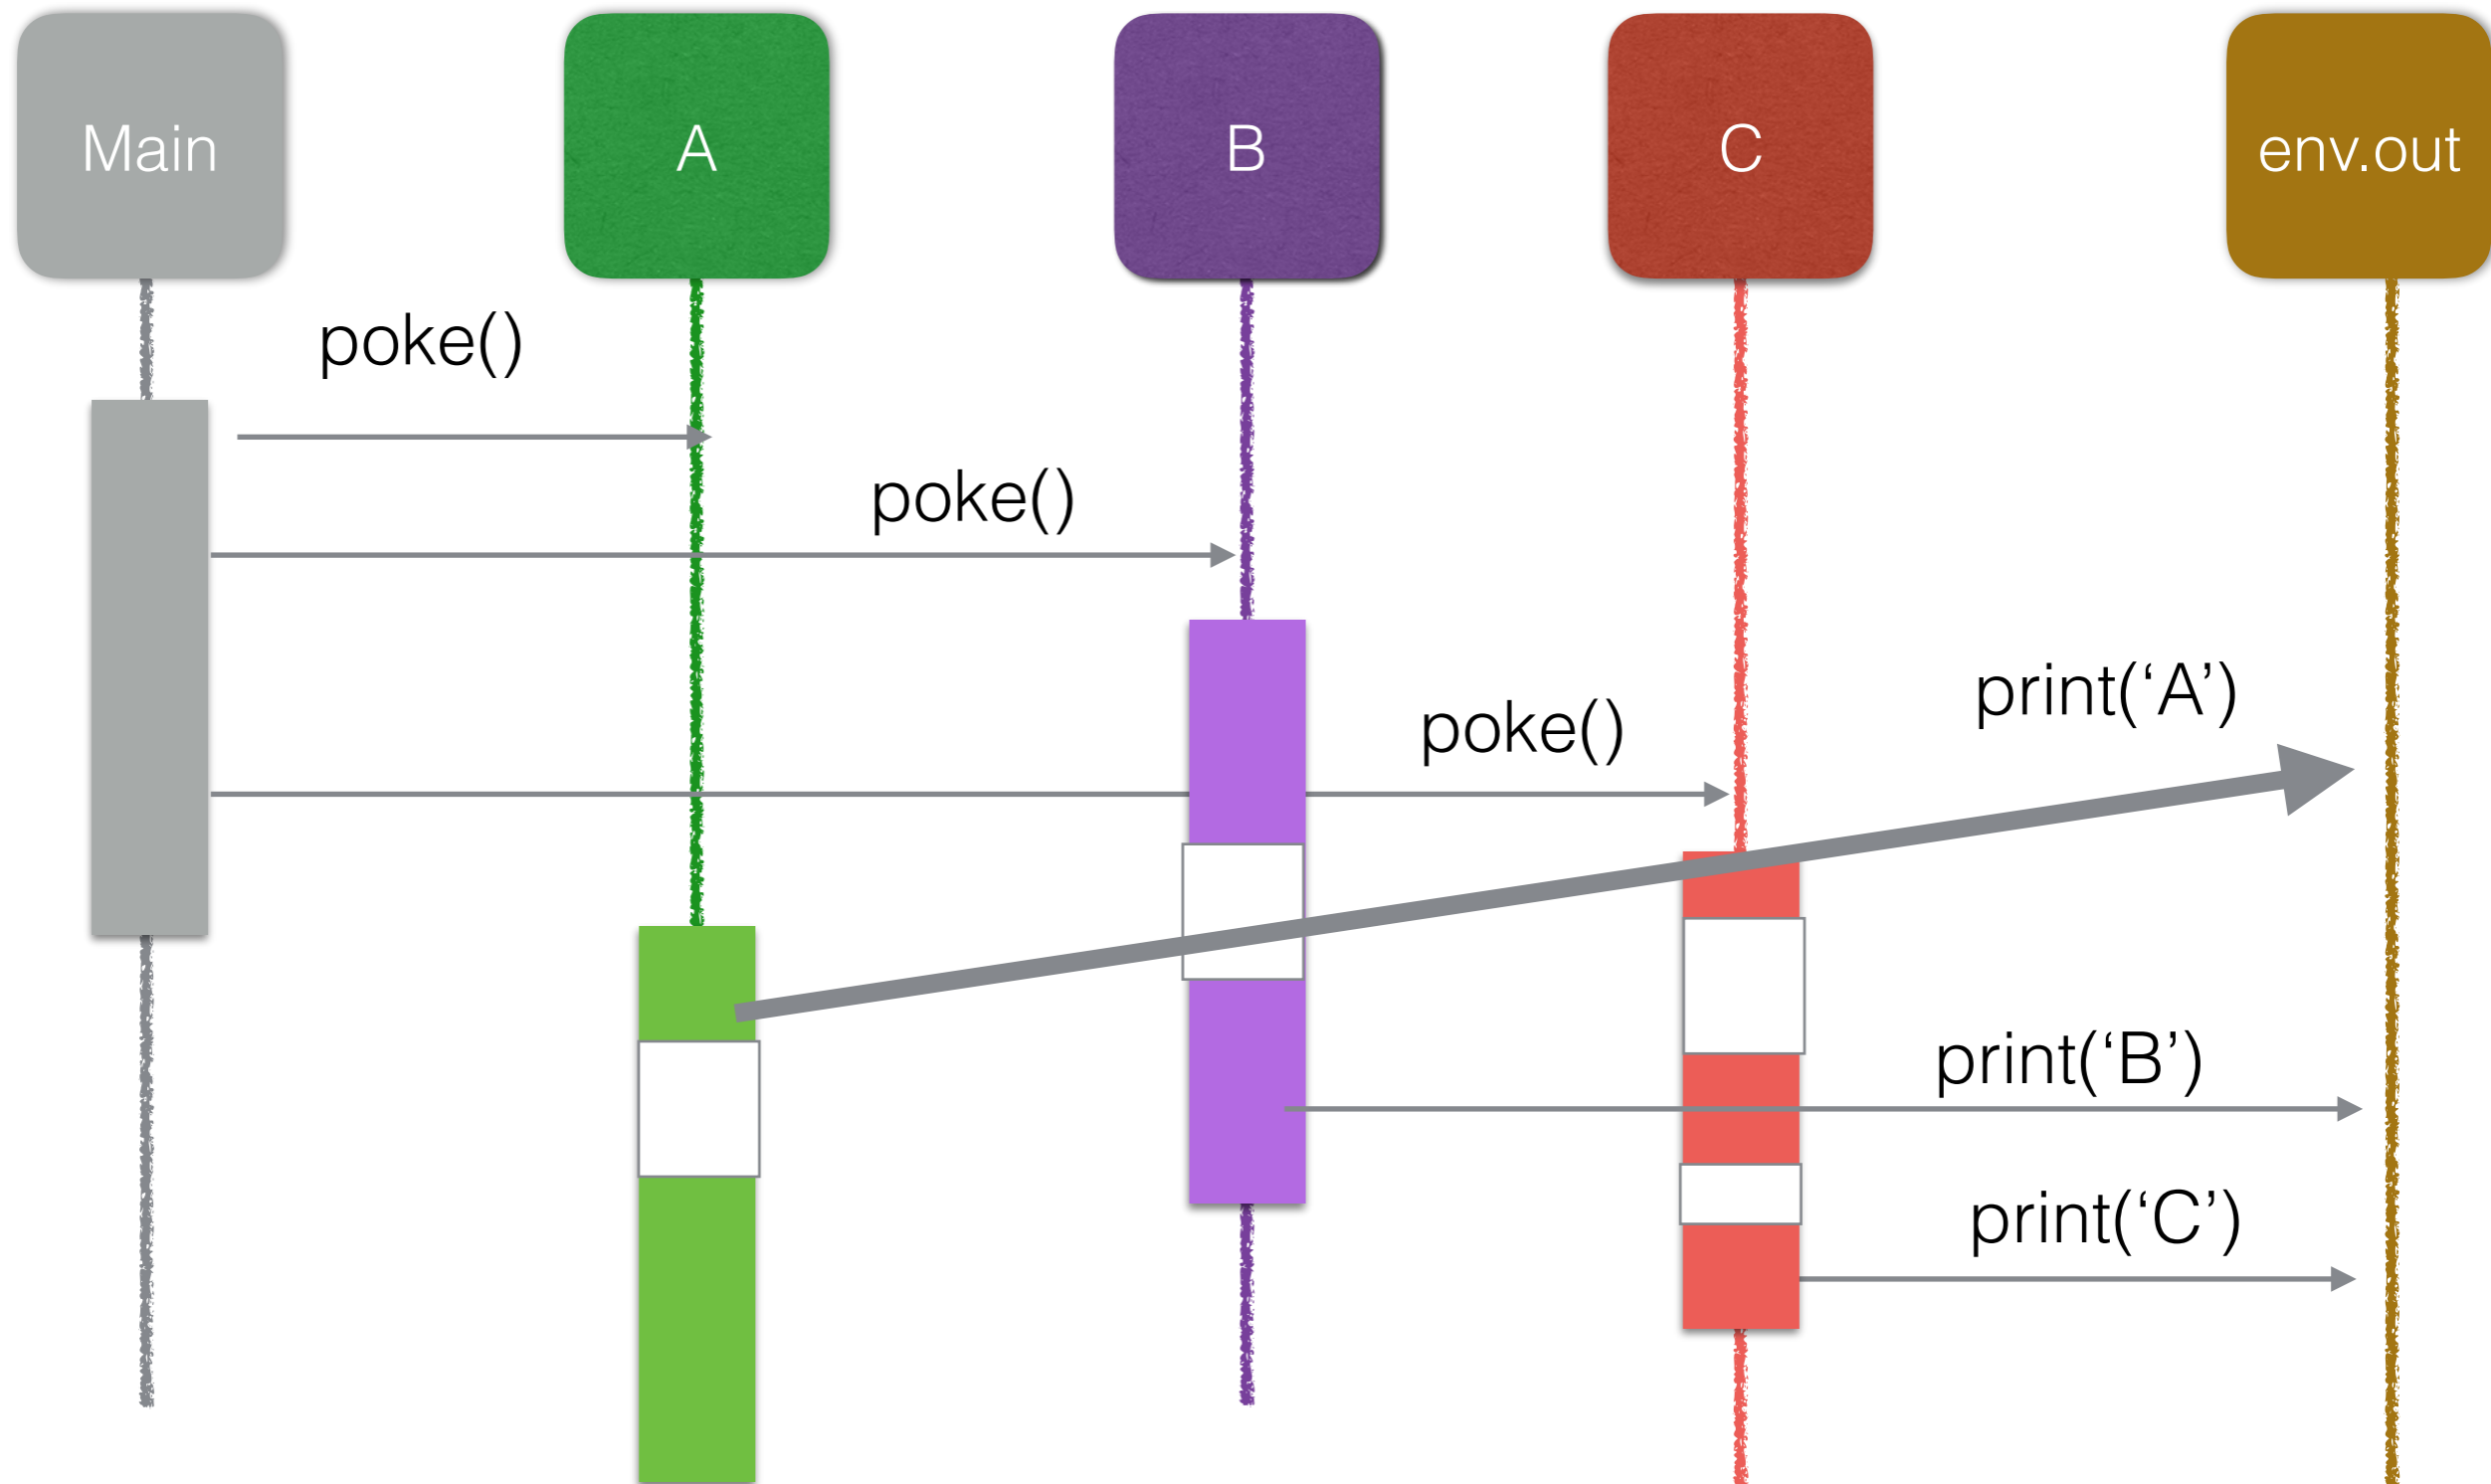 Main
A
B
C
env.out
poke()
poke()
print(‘A’)
poke()
print(‘B’)
print(‘C’)